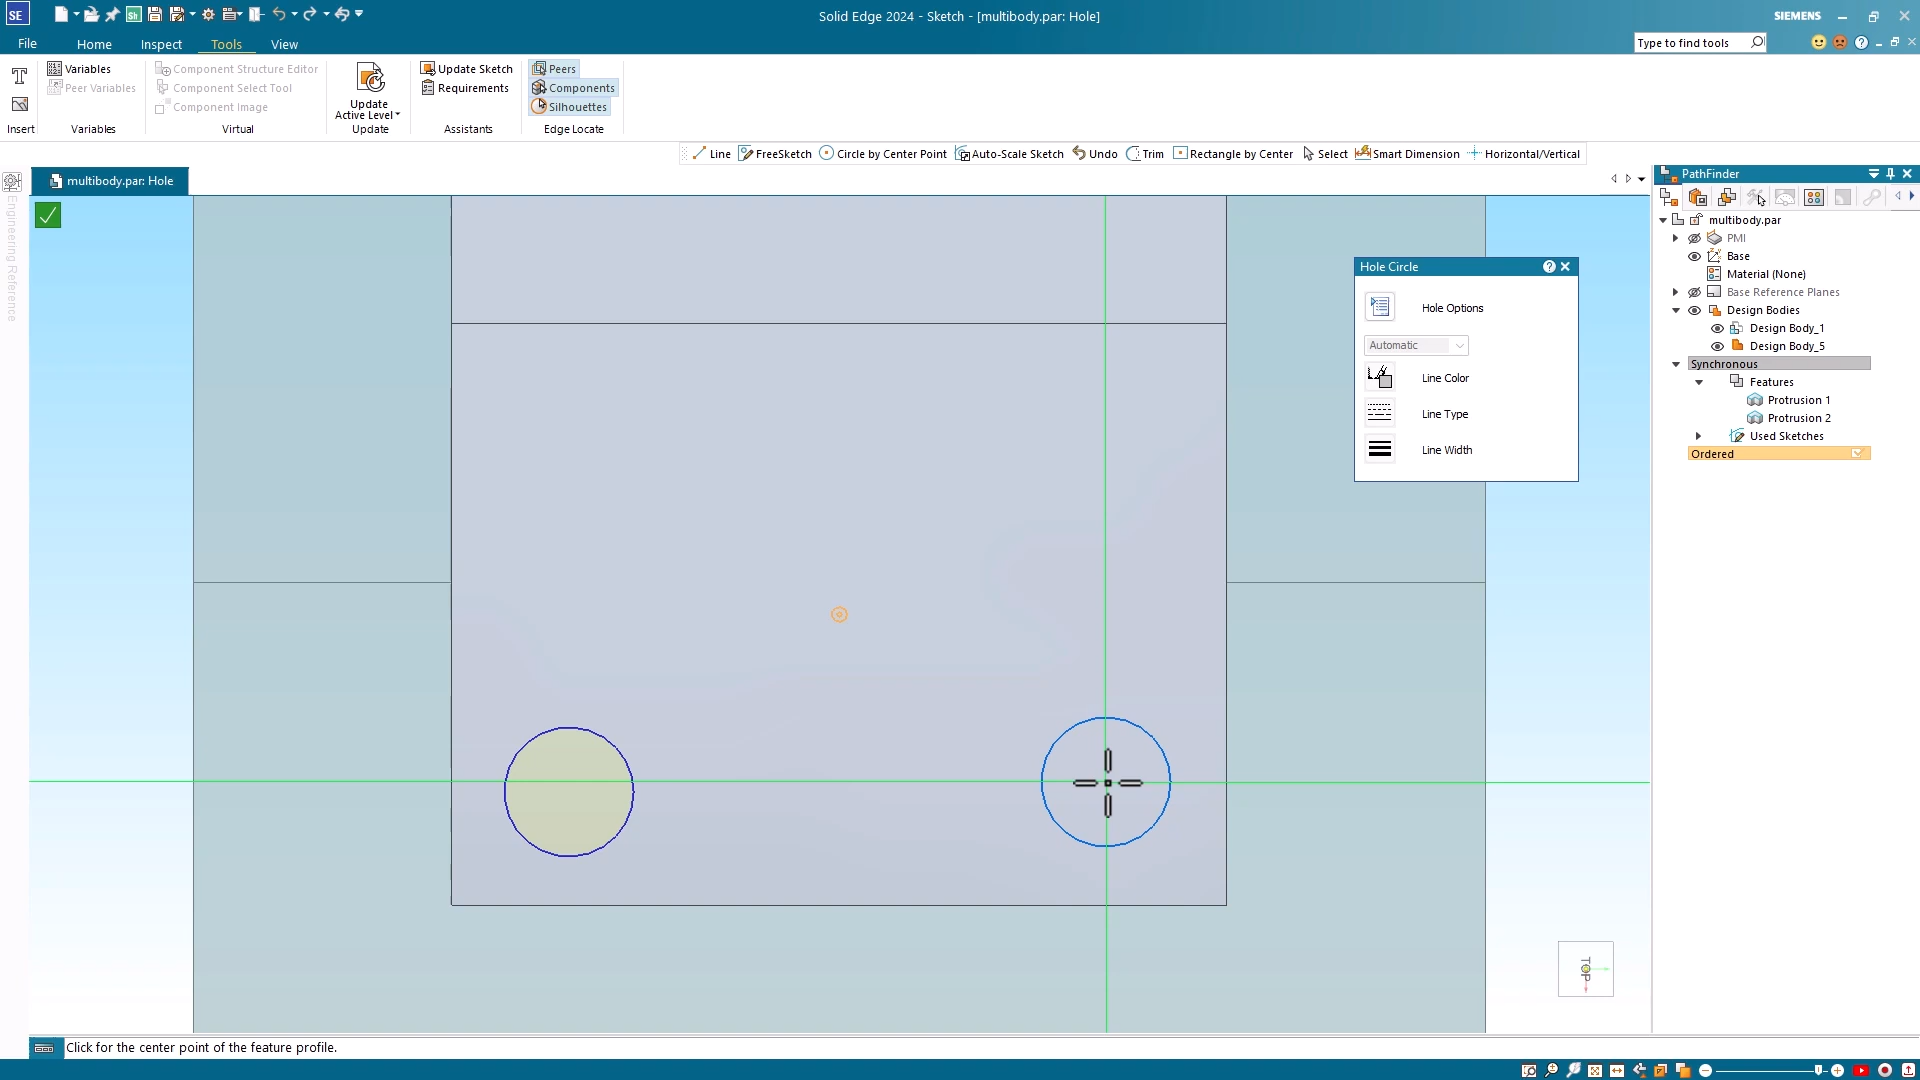 SE
Solid Edge 2024 - Sketch - [multibody.par: Hole]
SIEMENS
File
Home
Inspect
Tools
View
Type to find tools
Variables
Peer Variables
Component Structure Editor
Component Select Tool
Component Image
Update
Active Level
Update Sketch
Requirements
Peers
Components
Silhouettes
Insert
Variables
Virtual
Update
Assistants
Edge Locate
Line
FreeSketch
Circle by Center Point
Auto-Scale Sketch
Undo
Trim
Rectangle by Center
Select
Smart Dimension
Horizontal/Vertical
multibody.par: Hole
Engineering Reference
Hole Circle
Hole Options
Automatic
Line Color
Line Type
Line Width
PathFinder
multibody.par
PMI
Base
Material (None)
Base Reference Planes
Design Bodies
Design Body_1
Design Body_5
Synchronous
Features
Protrusion 1
Protrusion 2
Used Sketches
Ordered
TOP
Click for the center point of the feature profile.